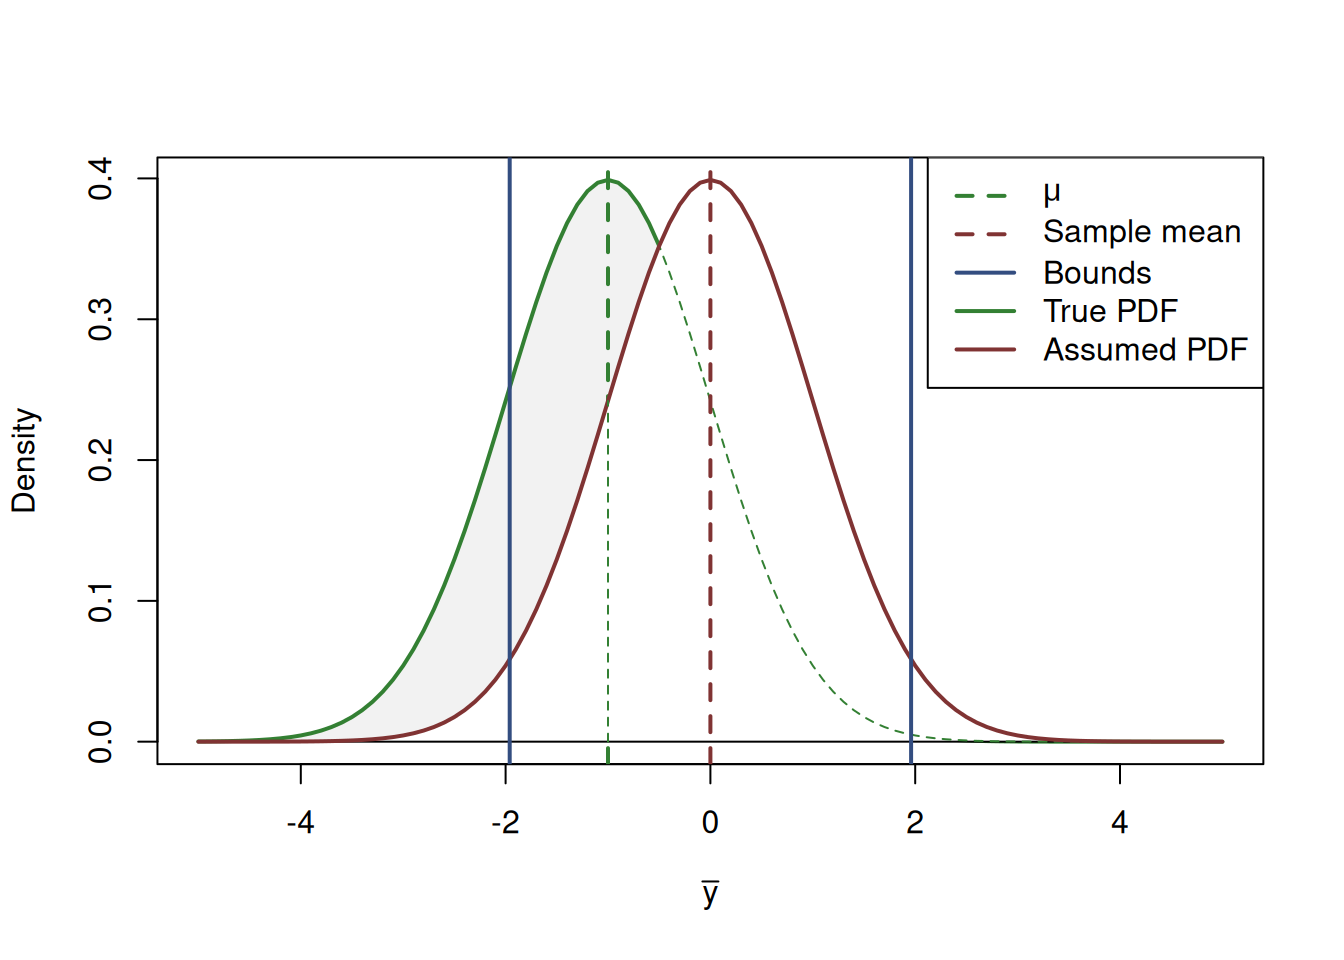 μ
Sample mean
Bounds
True PDF
Assumed PDF
Density
0.4
0.3
0.2
0.1
0.0
-4 -2 0 2 4
y̅